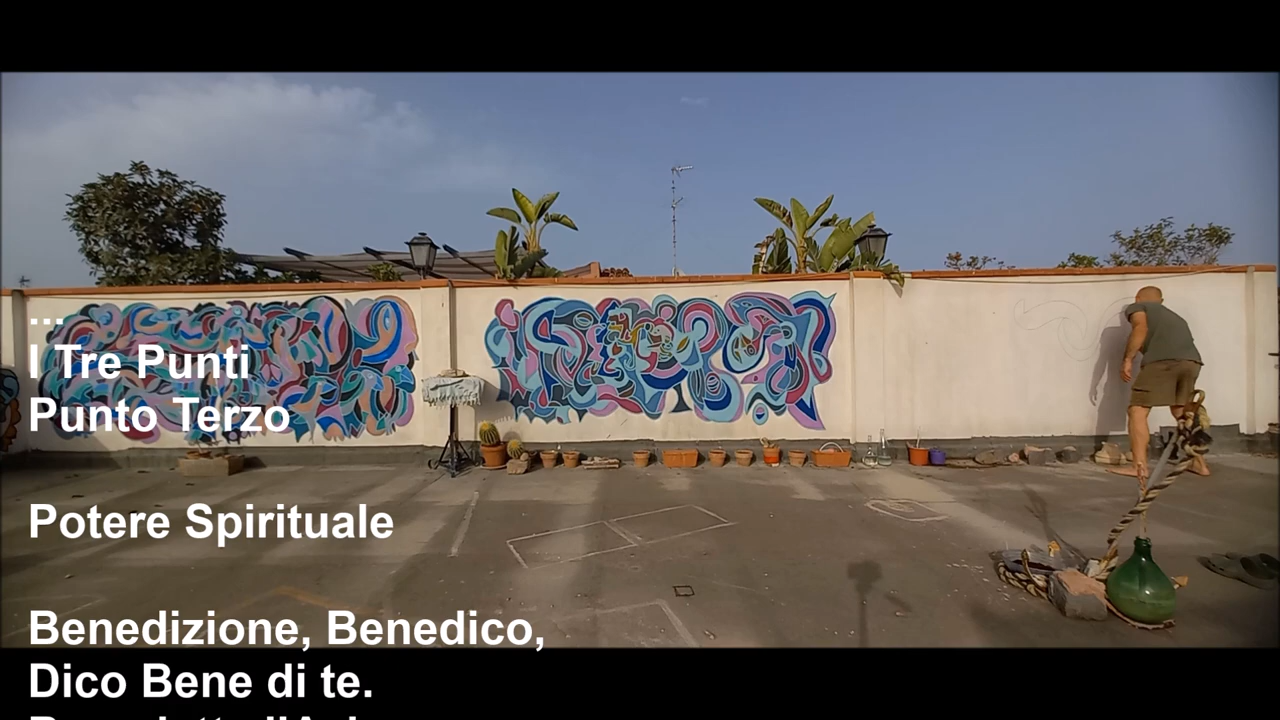 ...
I Tre Punti
Punto Terzo
Potere Spirituale
Benedizione, Benedico,
Dico Bene di te.